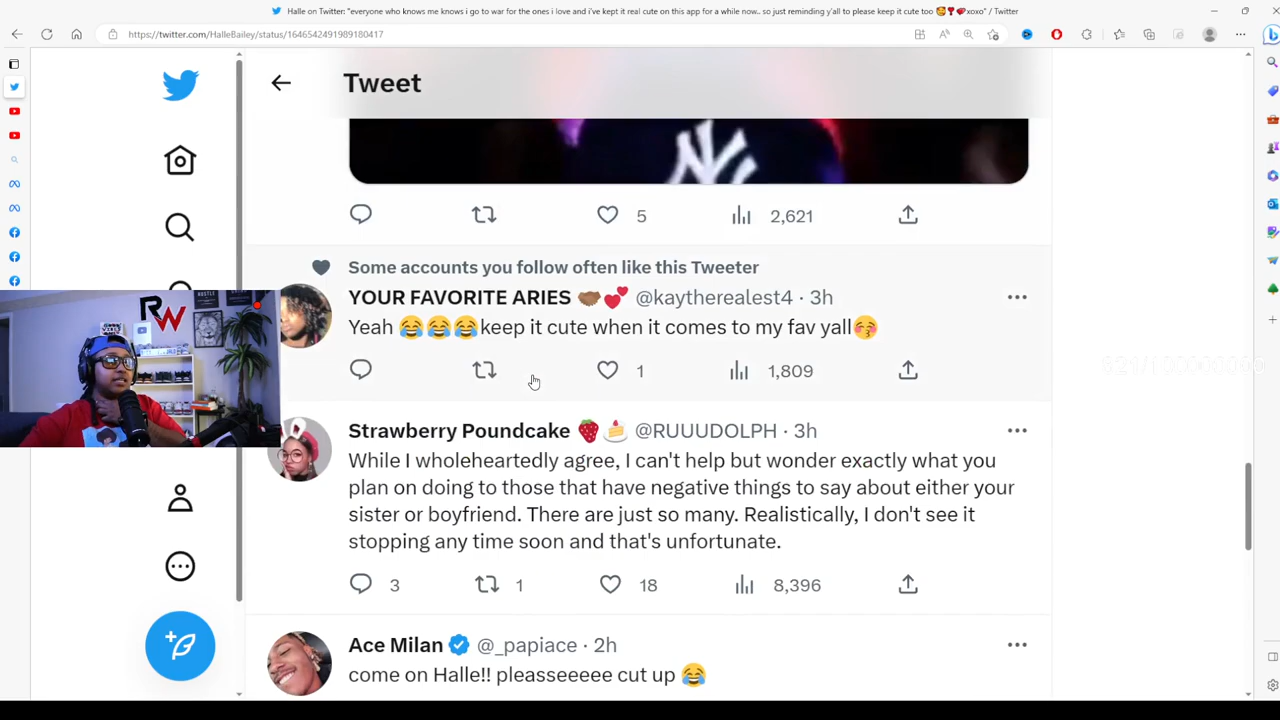 Halle on Twitter: "everyone who knows me knows i go to war for the ones i love and i've kept it real cute on this app for a while now.. so just reminding y'all to please keep it cute too 🥰❣️💋xoxo" / Twitter
https://twitter.com/HalleBailey/status/1646542491989180417
Tweet
NY
5 2,621
Some accounts you follow often like this Tweeter
YOUR FAVORITE ARIES 🤝🏾💕 @kaytherealest4 · 3h
Yeah 😂😂😂keep it cute when it comes to my fav yall😚
1 1,809
RW
Strawberry Poundcake 🍓🍰 @RUUUDOLPH · 3h
While I wholeheartedly agree, I can't help but wonder exactly what you
plan on doing to those that have negative things to say about either your
sister or boyfriend. There are just so many. Realistically, I don't see it
stopping any time soon and that's unfortunate.
3 1 18 8,396
Ace Milan @_papiace · 2h
come on Halle!! pleasseeeee cut up 😂